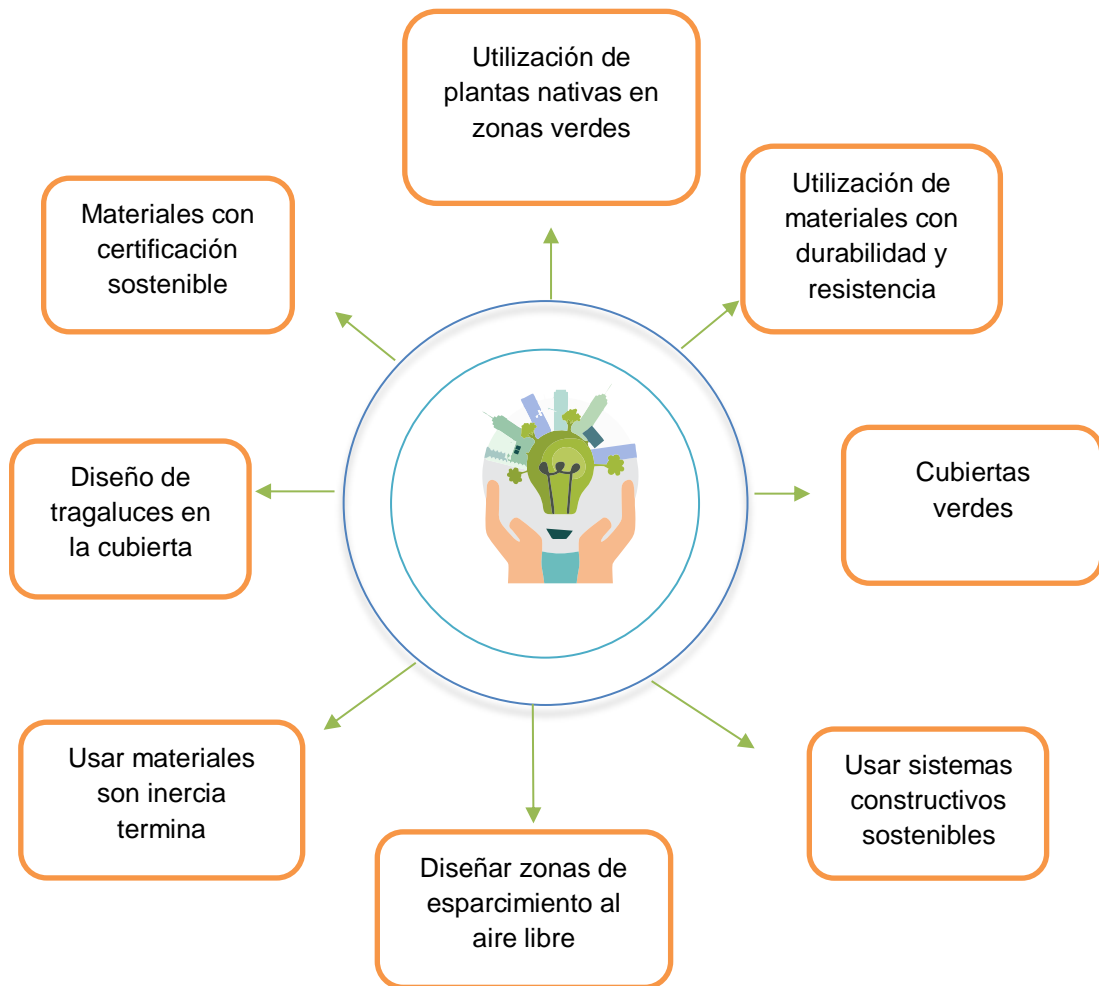 Utilización de
plantas nativas en
zonas verdes
Utilización de
materiales con
durabilidad y
resistencia
Materiales con
certificación
sostenible
Diseño de
tragaluces en
la cubierta
Cubiertas
verdes
Usar materiales
son inercia
termina
Usar sistemas
constructivos
sostenibles
Diseñar zonas de
esparcimiento al
aire libre